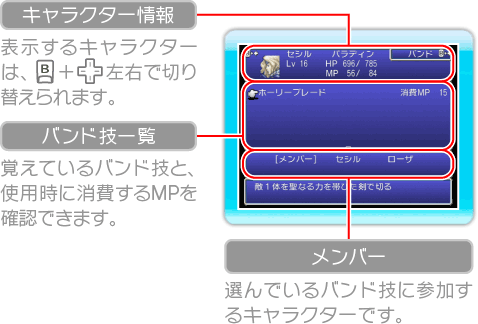 キャラクター情報
表示するキャラクター
は、B＋左右で切り
替えられます。
バンド技一覧
覚えているバンド技と、
使用時に消費するMPを
確認できます。
セシル パラディン バンド
Lv 16 HP 696/ 785
MP 56/ 84
ホーリーブレード 消費MP 15
[メンバー] セシル ローザ
敵1体を聖なる力を帯びた剣で切る
メンバー
選んでいるバンド技に参加す
るキャラクターです。